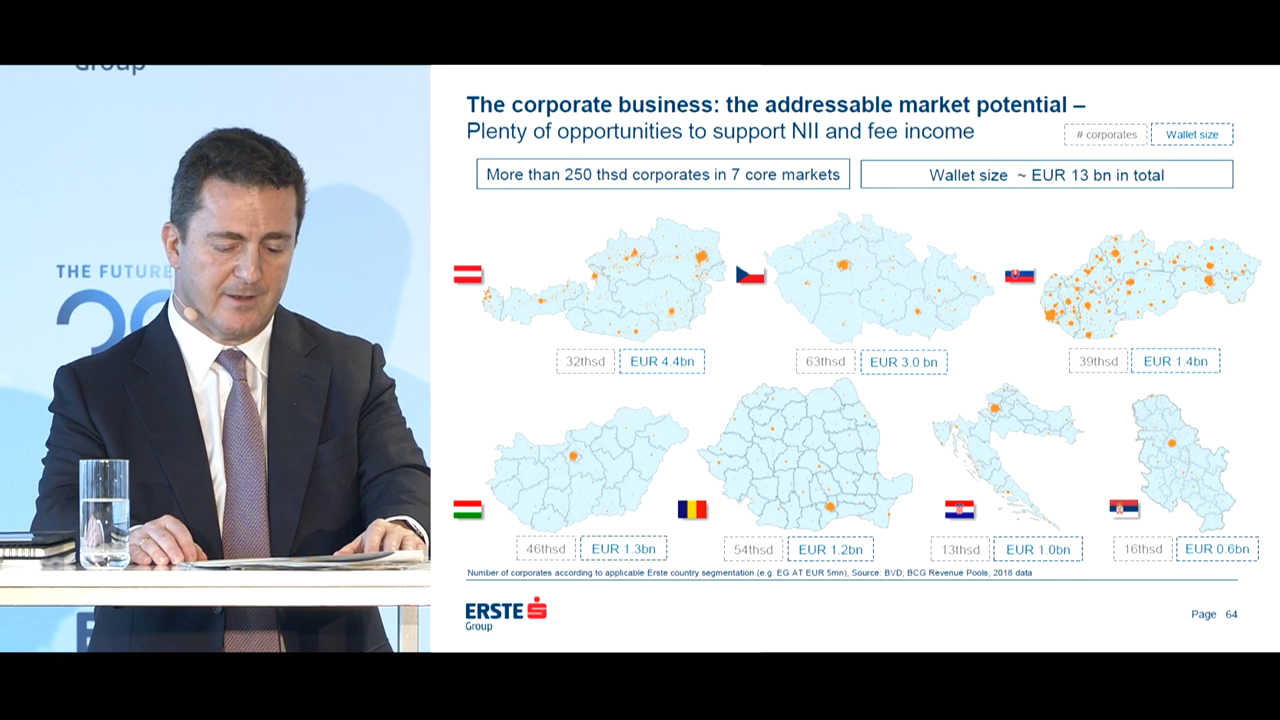 Group
THE FUTURE
The corporate business: the addressable market potential –
Plenty of opportunities to support NII and fee income
# corporates
Wallet size
More than 250 thsd corporates in 7 core markets
Wallet size ~ EUR 13 bn in total
32thsd
EUR 4.4bn
63thsd
EUR 3.0 bn
39thsd
EUR 1.4bn
46thsd
EUR 1.3bn
54thsd
EUR 1.2bn
13thsd
EUR 1.0bn
16thsd
EUR 0.6bn
Number of corporates according to applicable Erste country segmentation (e.g. EG AT EUR 5mn), Source: BVD; BCG Revenue Pools; 2018 data
ERSTE
Group
Page 64